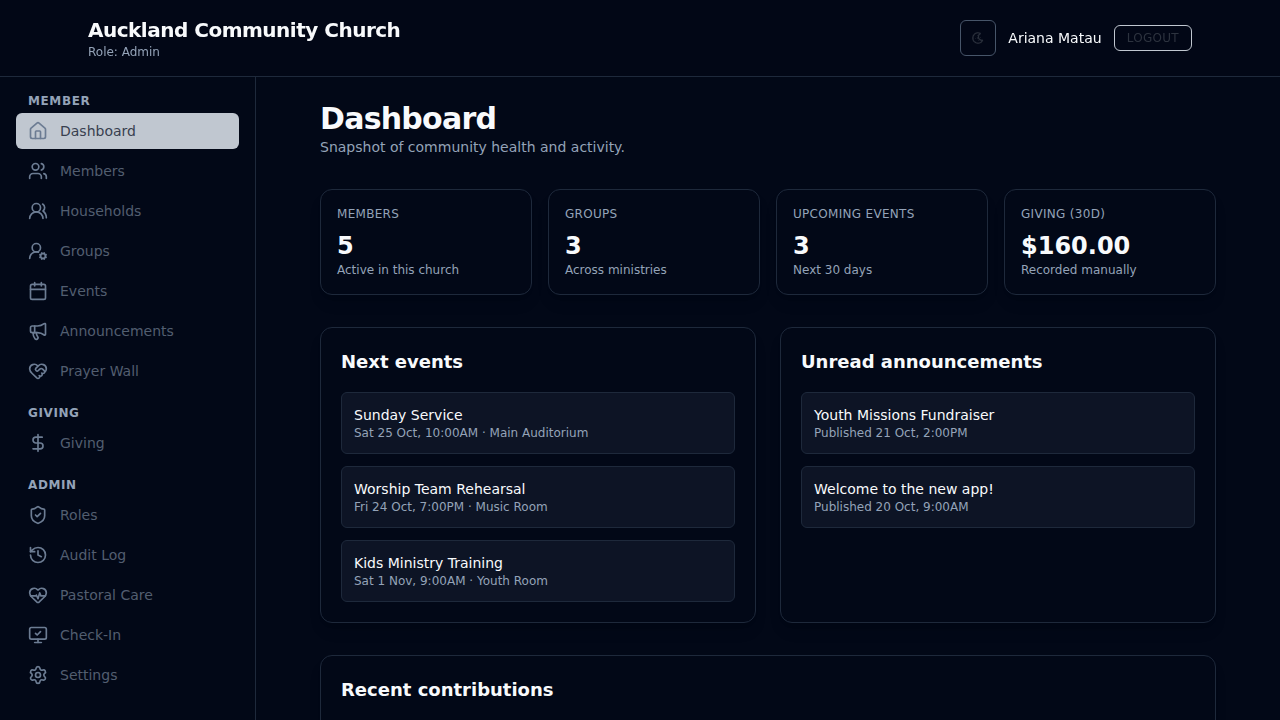 Auckland Community Church
Role: Admin
Ariana Matau
LOGOUT
MEMBER
Dashboard
Members
Households
Groups
Events
Announcements
Prayer Wall
GIVING
Giving
ADMIN
Roles
Audit Log
Pastoral Care
Check-In
Settings
Dashboard
Snapshot of community health and activity.
MEMBERS
5
Active in this church
GROUPS
3
Across ministries
UPCOMING EVENTS
3
Next 30 days
GIVING (30D)
$160.00
Recorded manually
Next events
Sunday Service
Sat 25 Oct, 10:00AM · Main Auditorium
Worship Team Rehearsal
Fri 24 Oct, 7:00PM · Music Room
Kids Ministry Training
Sat 1 Nov, 9:00AM · Youth Room
Unread announcements
Youth Missions Fundraiser
Published 21 Oct, 2:00PM
Welcome to the new app!
Published 20 Oct, 9:00AM
Recent contributions